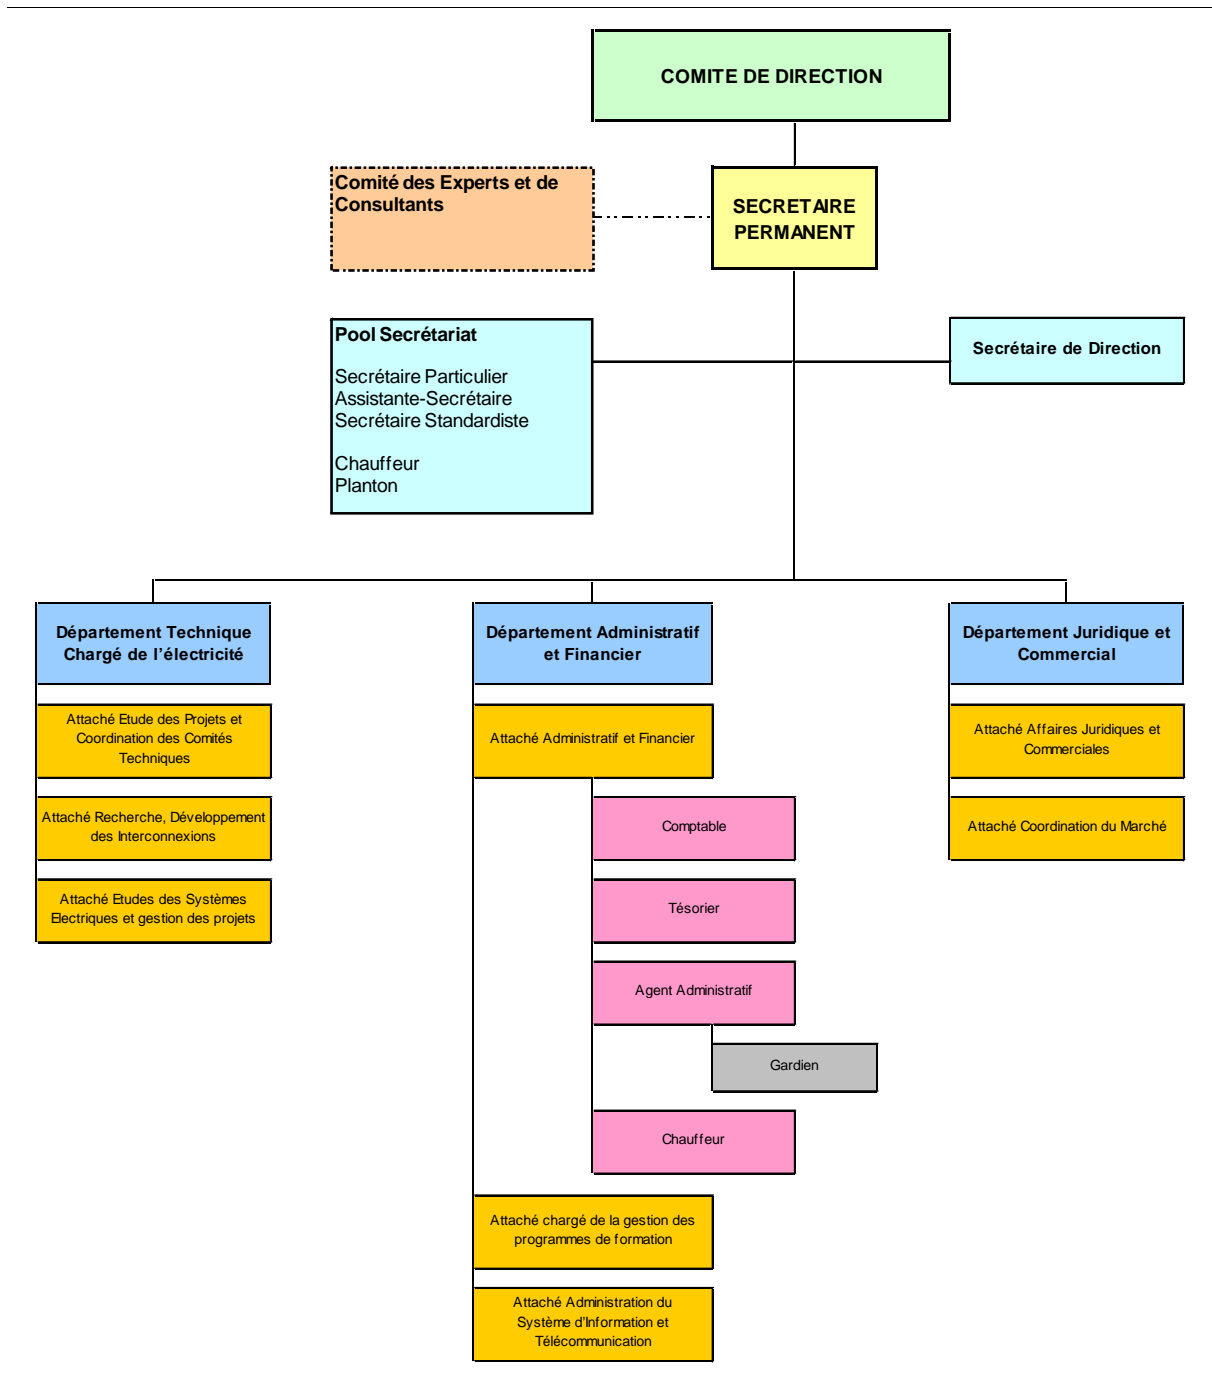 COMITE DE DIRECTION
Comité des Experts et de
Consultants
SECRETAIRE
PERMANENT
Pool Secrétariat
Secrétaire Particulier
Assistante-Secrétaire
Secrétaire Standardiste
Chauffeur
Planton
Secrétaire de Direction
Département Technique
Chargé de l’électricité
Attaché Etude des Projets et
Coordination des Comités
Techniques
Attaché Recherche, Développement
des Interconnexions
Attaché Etudes des Systèmes
Electriques et gestion des projets
Département Administratif
et Financier
Attaché Administratif et Financier
Comptable
Tésorier
Agent Administratif
Gardien
Chauffeur
Attaché chargé de la gestion des
programmes de formation
Attaché Administration du
Système d'Information et
Télécommunication
Département Juridique et
Commercial
Attaché Affaires Juridiques et
Commerciales
Attaché Coordination du Marché